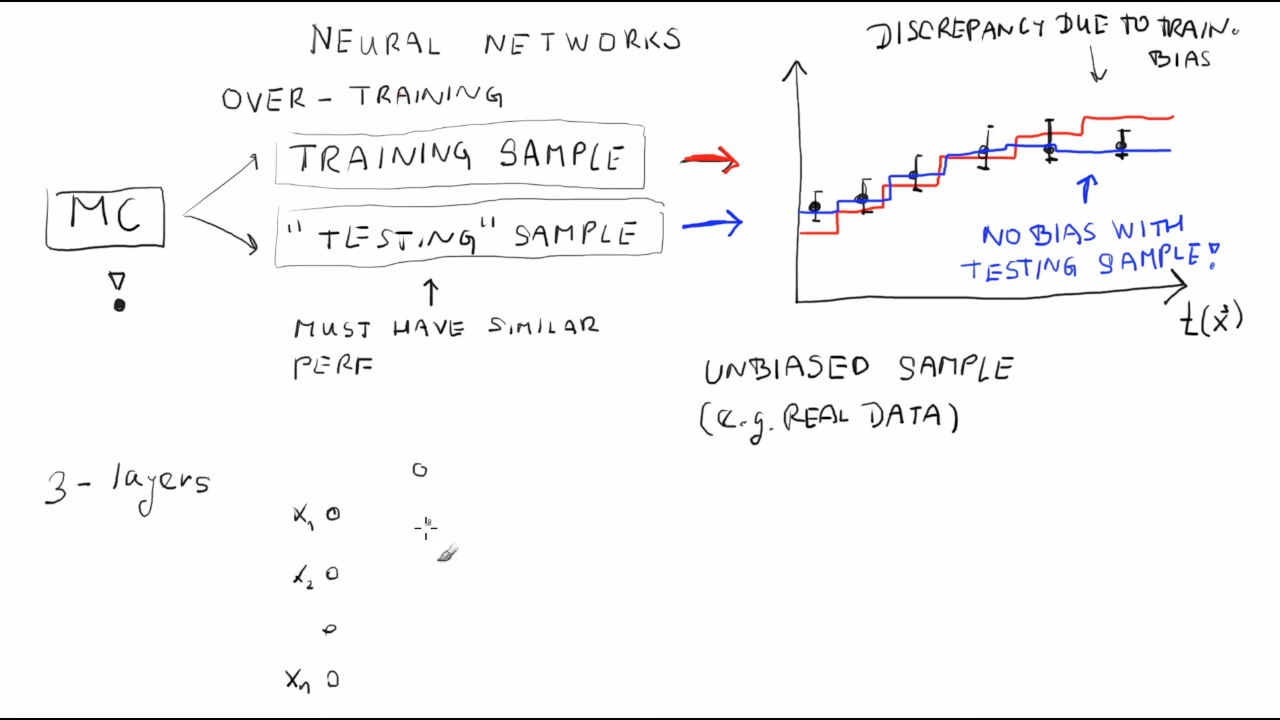 NEURAL NETWORKS
OVER - TRAINING
MC
TRAINING SAMPLE
"TESTING" SAMPLE
MUST HAVE SIMILAR
PERF
DISCREPANCY DUE TO TRAIN.
BIAS
NO BIAS WITH
TESTING SAMPLE!
t(x⃗)
UNBIASED SAMPLE
(e.g. REAL DATA)
3 - layers
x₁
x₂
xₙ